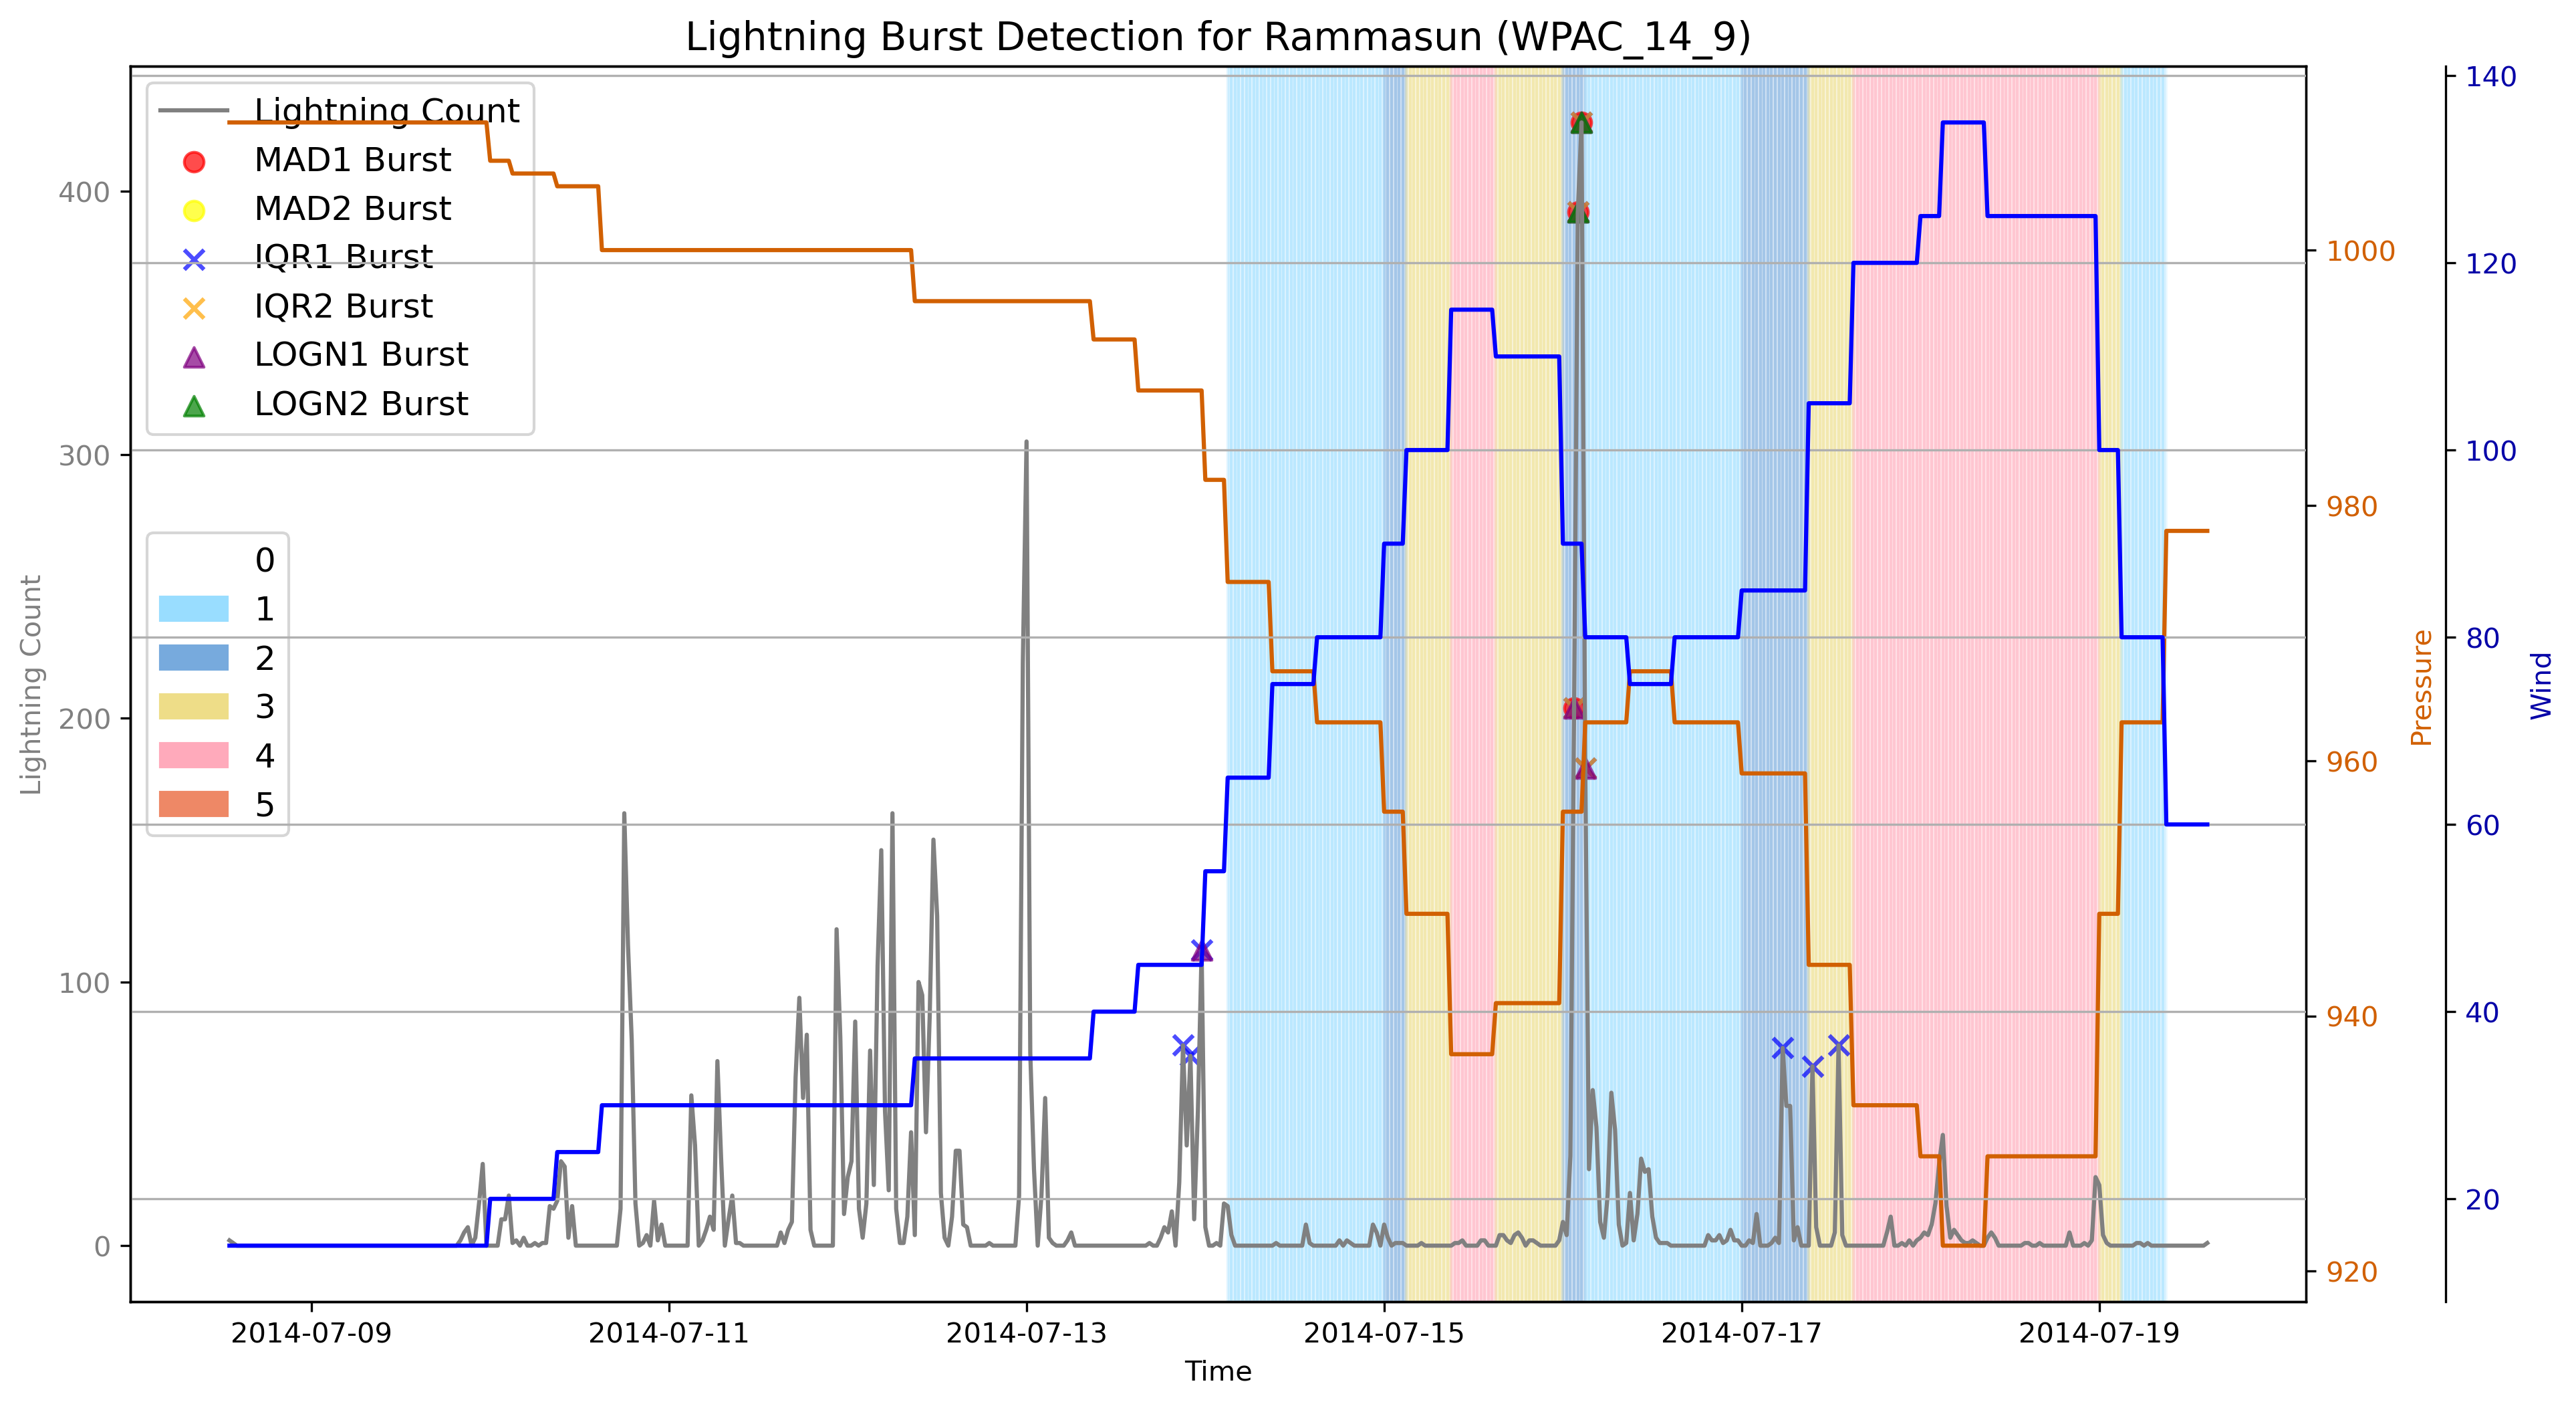 Lightning Burst Detection for Rammasun (WPAC_14_9)
Lightning Count
MAD1 Burst
MAD2 Burst
IQR1 Burst
IQR2 Burst
LOGN1 Burst
LOGN2 Burst
0
1
2
3
4
5
Lightning Count
400
300
200
100
0
1000
980
960
940
920
Pressure
140
120
100
80
60
40
20
Wind
2014-07-09
2014-07-11
2014-07-13
2014-07-15
2014-07-17
2014-07-19
Time